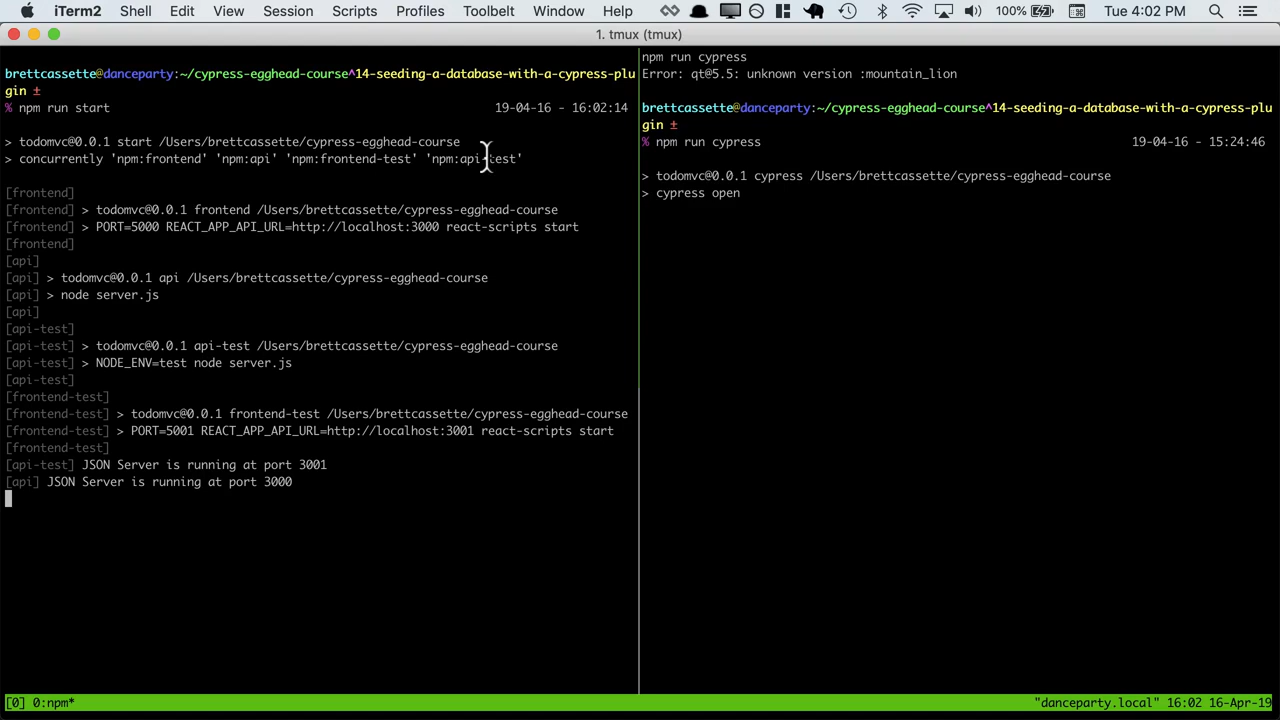 iTerm2 Shell Edit View Session Scripts Profiles Toolbelt Window Help 100% Tue 4:02 PM
1. tmux (tmux)
brettcassette@danceparty:~/cypress-egghead-course^14-seeding-a-database-with-a-cypress-plu
gin ±
% npm run start 19-04-16 - 16:02:14
> todomvc@0.0.1 start /Users/brettcassette/cypress-egghead-course
> concurrently 'npm:frontend' 'npm:api' 'npm:frontend-test' 'npm:api-test'
[frontend]
[frontend] > todomvc@0.0.1 frontend /Users/brettcassette/cypress-egghead-course
[frontend] > PORT=5000 REACT_APP_API_URL=http://localhost:3000 react-scripts start
[frontend]
[api]
[api] > todomvc@0.0.1 api /Users/brettcassette/cypress-egghead-course
[api] > node server.js
[api]
[api-test]
[api-test] > todomvc@0.0.1 api-test /Users/brettcassette/cypress-egghead-course
[api-test] > NODE_ENV=test node server.js
[api-test]
[frontend-test]
[frontend-test] > todomvc@0.0.1 frontend-test /Users/brettcassette/cypress-egghead-course
[frontend-test] > PORT=5001 REACT_APP_API_URL=http://localhost:3001 react-scripts start
[frontend-test]
[api-test] JSON Server is running at port 3001
[api] JSON Server is running at port 3000
npm run cypress
Error: qt@5.5: unknown version :mountain_lion
brettcassette@danceparty:~/cypress-egghead-course^14-seeding-a-database-with-a-cypress-plu
gin ±
% npm run cypress 19-04-16 - 15:24:46
> todomvc@0.0.1 cypress /Users/brettcassette/cypress-egghead-course
> cypress open
[0] 0:npm* "danceparty.local" 16:02 16-Apr-19